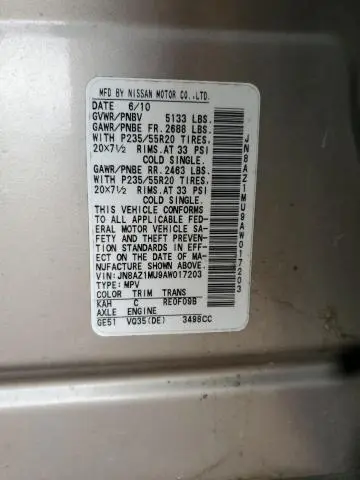 MFD BY NISSAN MOTOR CO.,LTD.
DATE 6/10
GVWR/PNBV 5133 LBS.
GAWR/PNBE FR. 2688 LBS.
WITH P235/55R20 TIRES,
20×7½ RIMS.AT 33 PSI
COLD SINGLE.
GAWR/PNBE RR. 2463 LBS.
WITH P235/55R20 TIRES,
20×7½ RIMS.AT 33 PSI
COLD SINGLE.
THIS VEHICLE CONFORMS
TO ALL APPLICABLE FED-
ERAL MOTOR VEHICLE SA-
FETY AND THEFT PREVEN-
TION STANDARDS IN EFF-
ECT ON THE DATE OF MA-
NUFACTURE SHOWN ABOVE.
VIN:JN8AZ1MU9AW017203
TYPE:MPV
COLOR TRIM TRANS
KAH C RE0F09B
AXLE ENGINE
GE51 VQ35(DE) 3498CC
JN8AZ1MU9AW017203